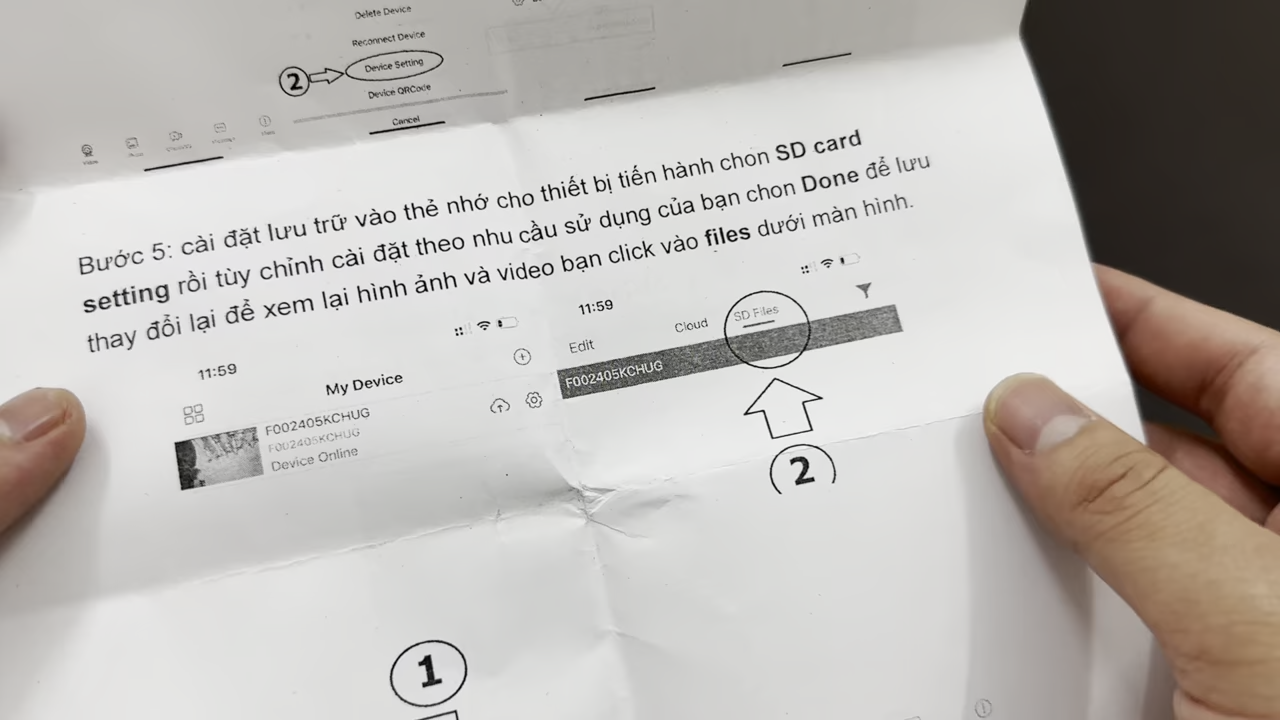 Delete Device
Reconnect Device
2
Device Setting
Device QRCode
Cancel
Bước 5: cài đặt lưu trữ vào thẻ nhớ cho thiết bị tiến hành chon SD card
setting rồi tùy chỉnh cài đặt theo nhu cầu sử dụng của bạn chon Done để lưu
thay đổi lại để xem lại hình ảnh và video bạn click vào files dưới màn hình.
11:59
My Device
F002405KCHUG
F002405KCHUG
Device Online
11:59
Edit
Cloud
SD Files
F002405KCHUG
2
1